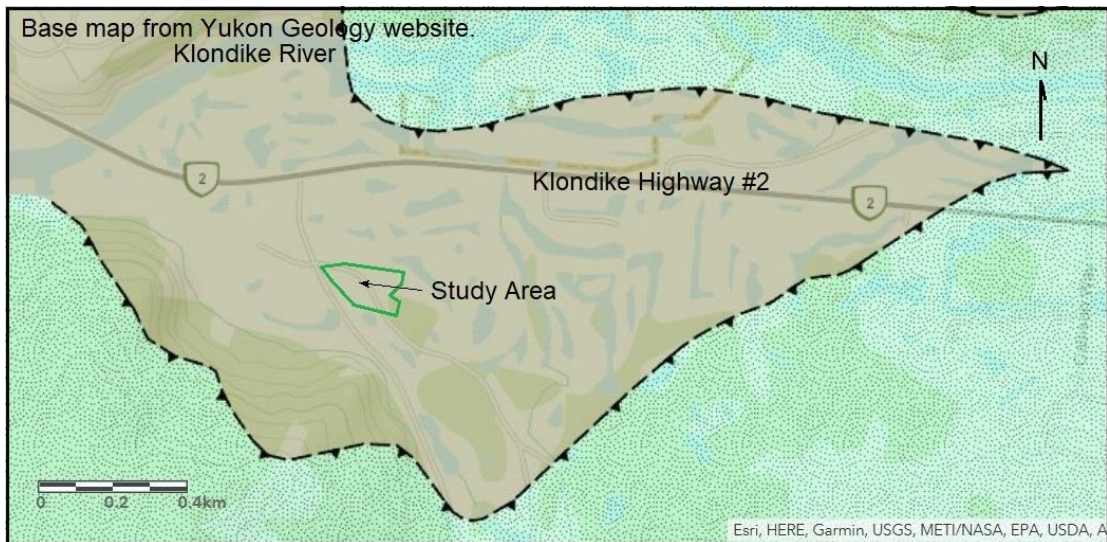 Base map from Yukon Geology website.
Klondike River
N
2
Klondike Highway #2
2
Study Area
0 0.2 0.4km
Esri, HERE, Garmin, USGS, METI/NASA, EPA, USDA, A